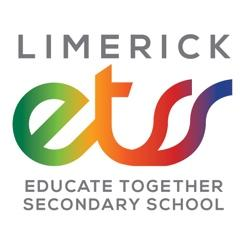 LIMERICK
etss
EDUCATE TOGETHER
SECONDARY SCHOOL